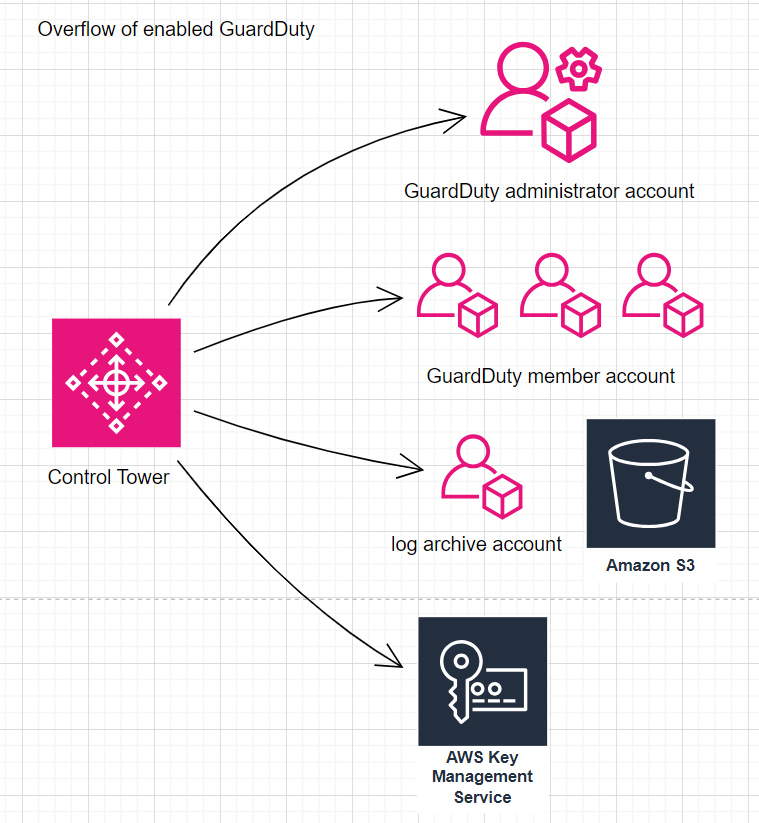 Overflow of enabled GuardDuty
GuardDuty administrator account
GuardDuty member account
Control Tower
log archive account
Amazon S3
AWS Key
Management
Service